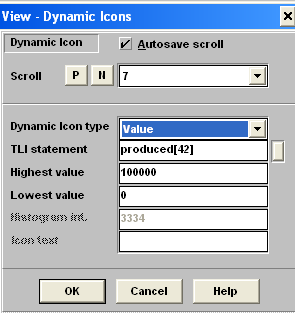 View - Dynamic Icons
Dynamic Icon
Autosave scroll
Scroll P N 7
Dynamic Icon type Value
TLI statement produced[42]
Highest value 100000
Lowest value 0
Histogram int. 3334
Icon text
OK Cancel Help